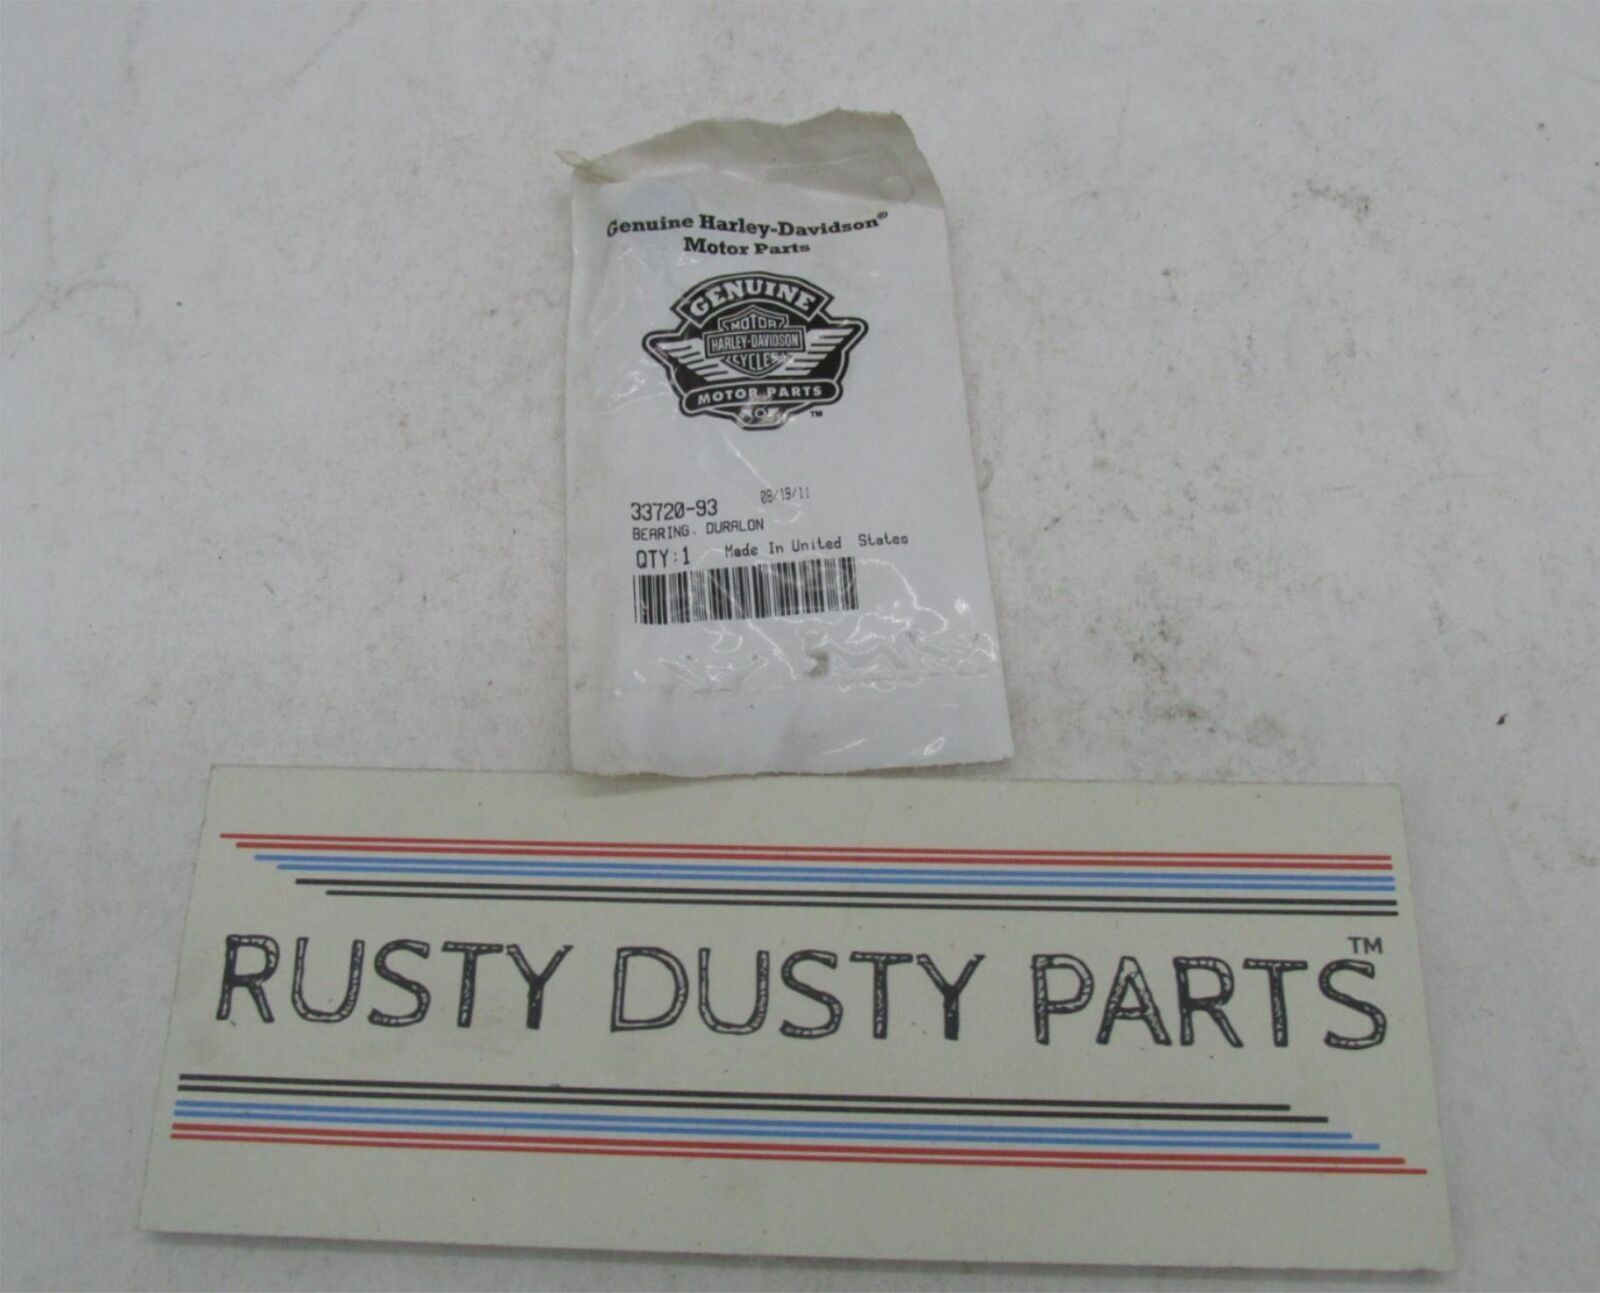 Genuine Harley-Davidson®
Motor Parts
GENUINE
MOTOR
HARLEY-DAVIDSON
CYCLES
MOTOR PARTS
™
08/19/11
33720-93
BEARING, DURALON
QTY:1 Made In United States
RUSTY DUSTY PARTS™